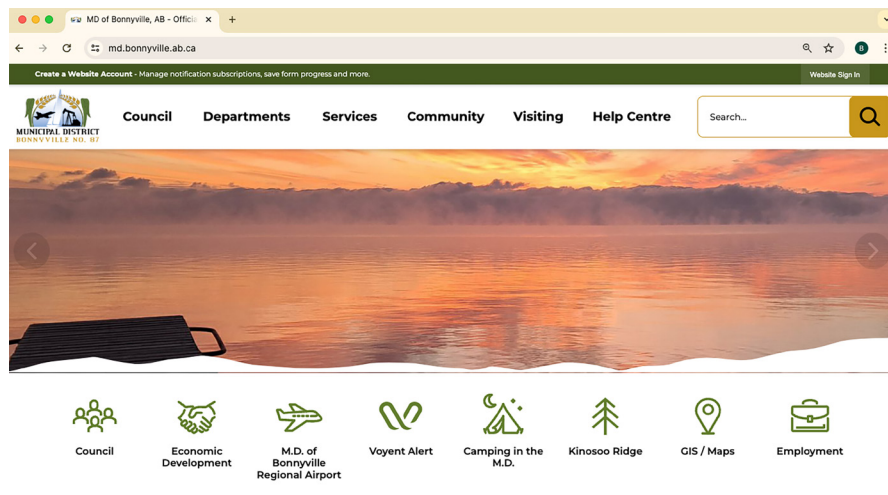 MD of Bonnyville, AB - Officia
md.bonnyville.ab.ca
B
Create a Website Account - Manage notification subscriptions, save form progress and more.
Website Sign In
MUNICIPAL DISTRICT
BONNYVILLE NO. 87
Council
Departments
Services
Community
Visiting
Help Centre
Search...
Council
Economic
Development
M.D. of
Bonnyville
Regional Airport
Voyent Alert
Camping in the
M.D.
Kinosoo Ridge
GIS / Maps
Employment